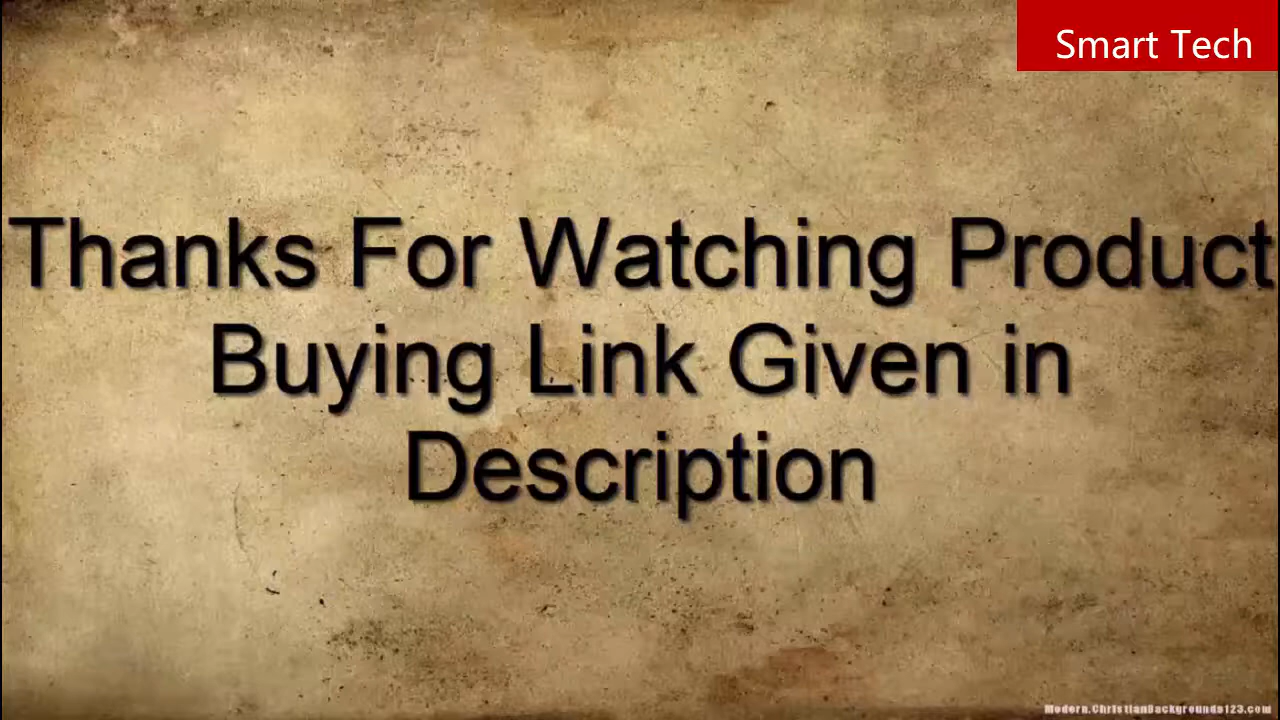 Smart Tech
Thanks For Watching Product
Buying Link Given in
Description
Modern.ChristianBackgrounds123.com